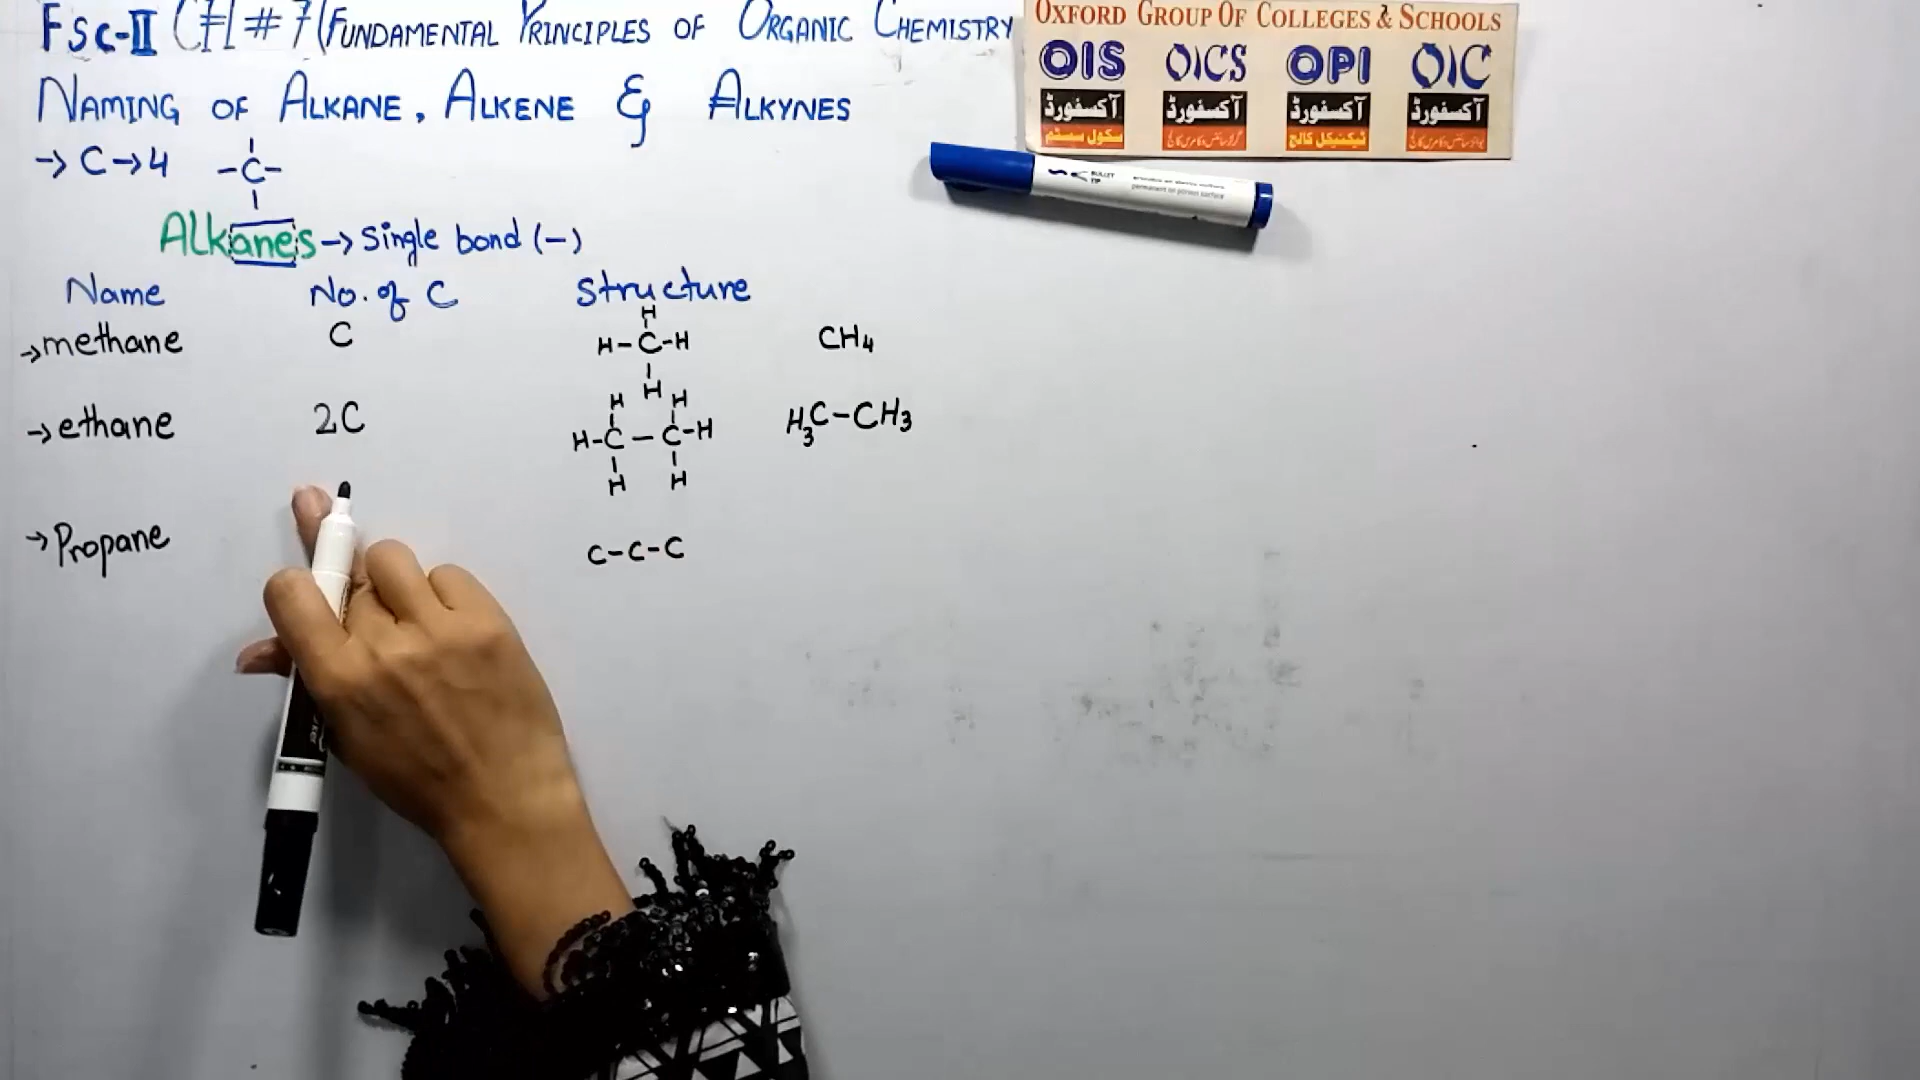 FSC-II CH#7(FUNDAMENTAL PRINCIPLES OF ORGANIC CHEMISTRY
NAMING OF ALKANE, ALKENE & ALKYNES
→ C→4 -C-
Alkanes→ Single bond (-)
Name No. of C Structure
→methane C
H
H-C-H
H
CH4
→ethane 2C
H H
H-C-C-H
H H
H3C-CH3
→Propane C-C-C
OXFORD GROUP OF COLLEGES & SCHOOLS
OIS OICS OPI OIC
آکسفورڈ آکسفورڈ آکسفورڈ آکسفورڈ
سکول سسٹم ٹیکنیکل کالج
BULLET TIP